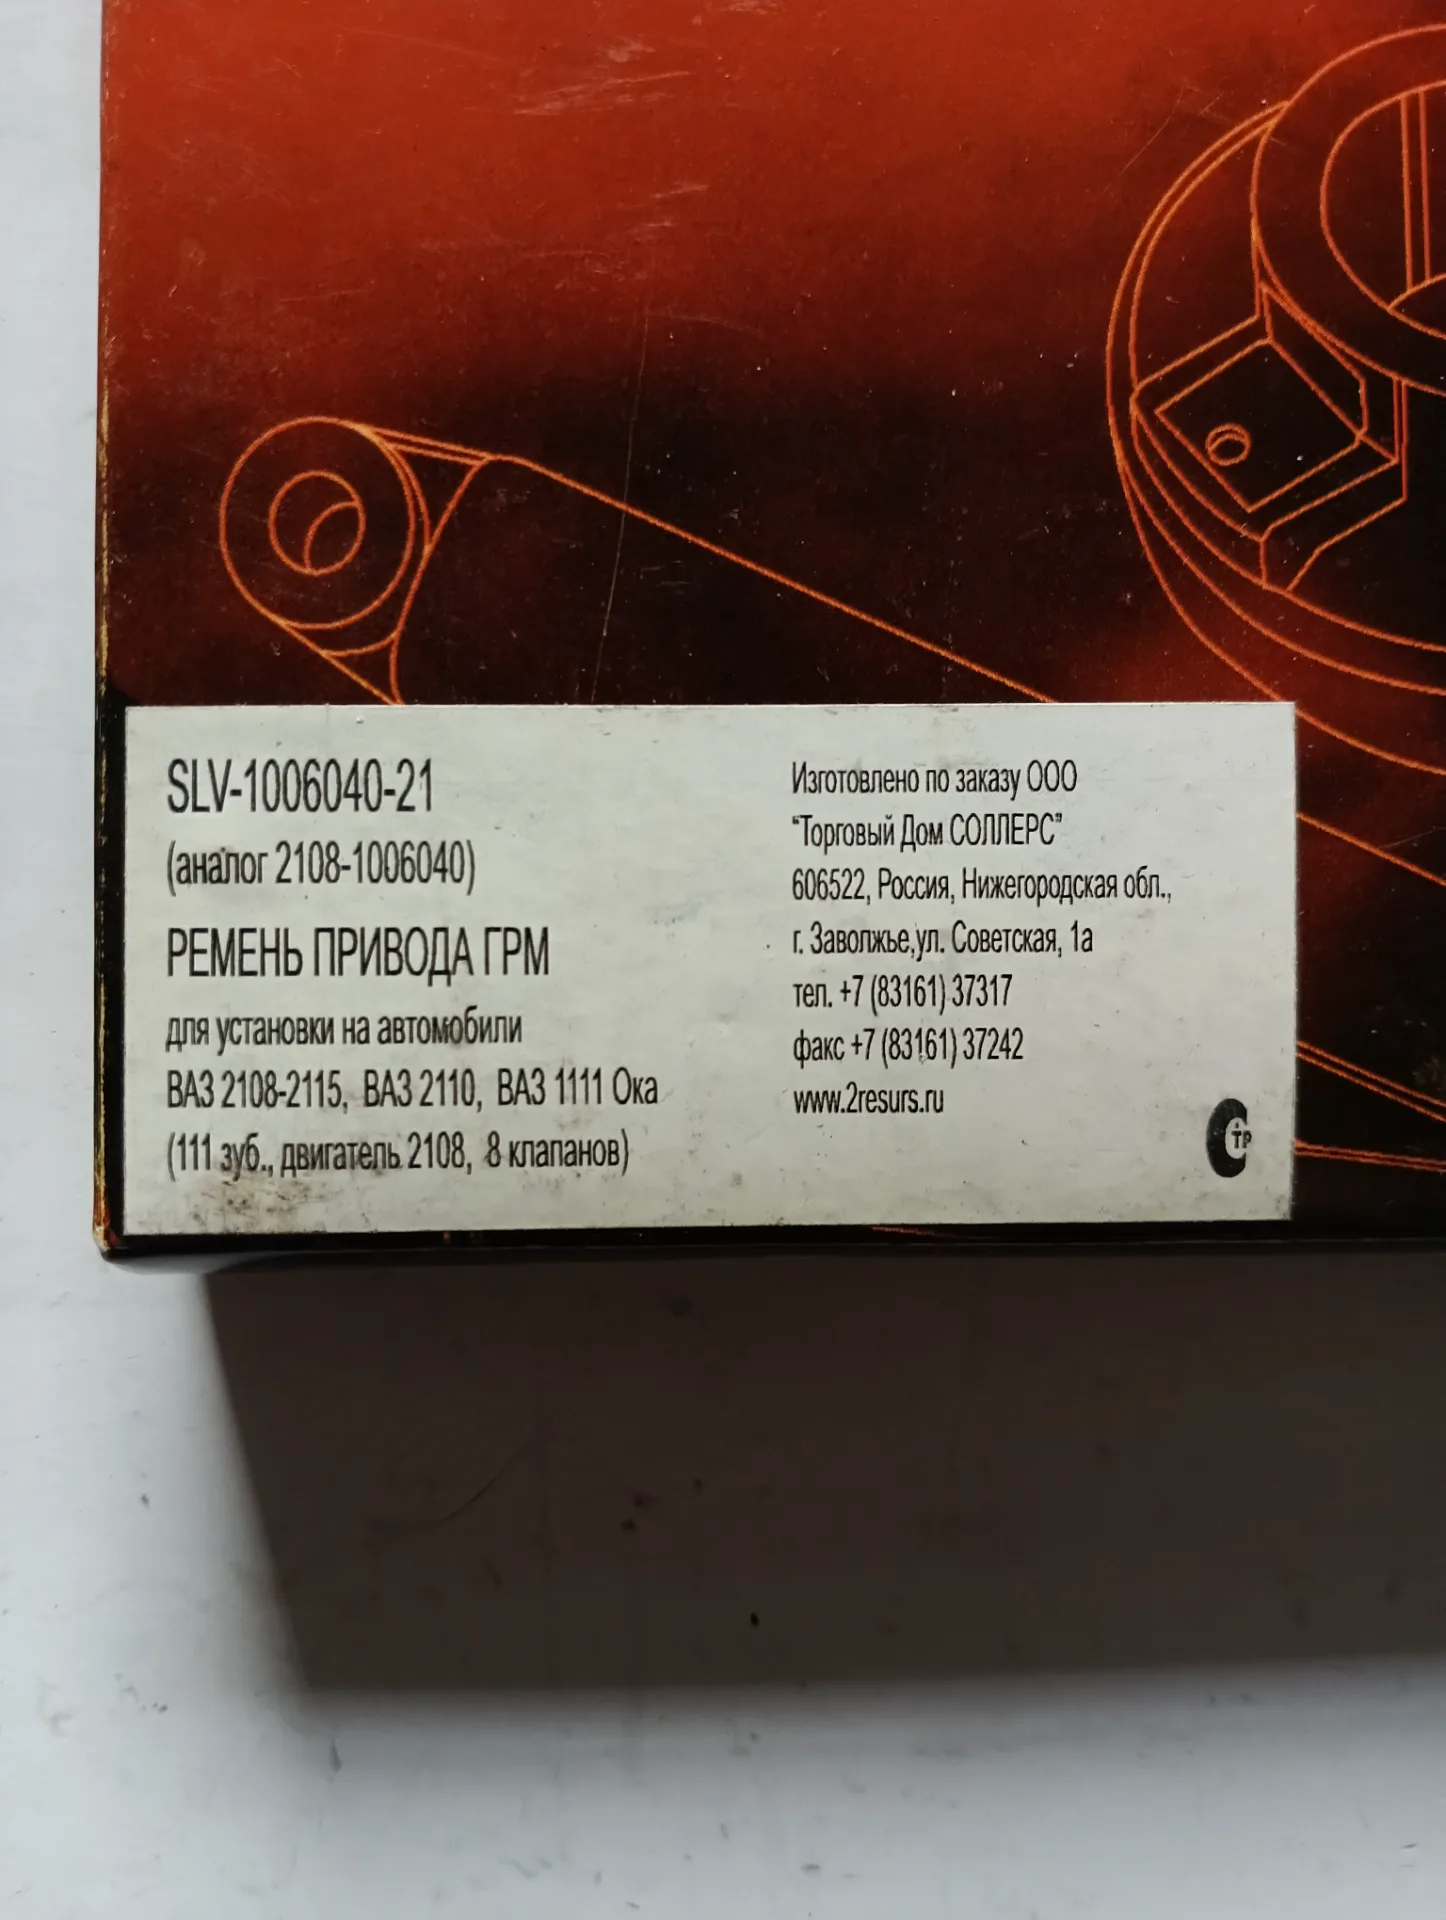 SLV-1006040-21
(аналог 2108-1006040)
РЕМЕНЬ ПРИВОДА ГРМ
для установки на автомобили
ВАЗ 2108-2115, ВАЗ 2110, ВАЗ 1111 Ока
(111 зуб., двигатель 2108, 8 клапанов)
Изготовлено по заказу ООО
"Торговый Дом СОЛЛЕРС"
606522, Россия, Нижегородская обл.,
г. Заволжье,ул. Советская, 1а
тел. +7 (83161) 37317
факс +7 (83161) 37242
www.2resurs.ru
СТР